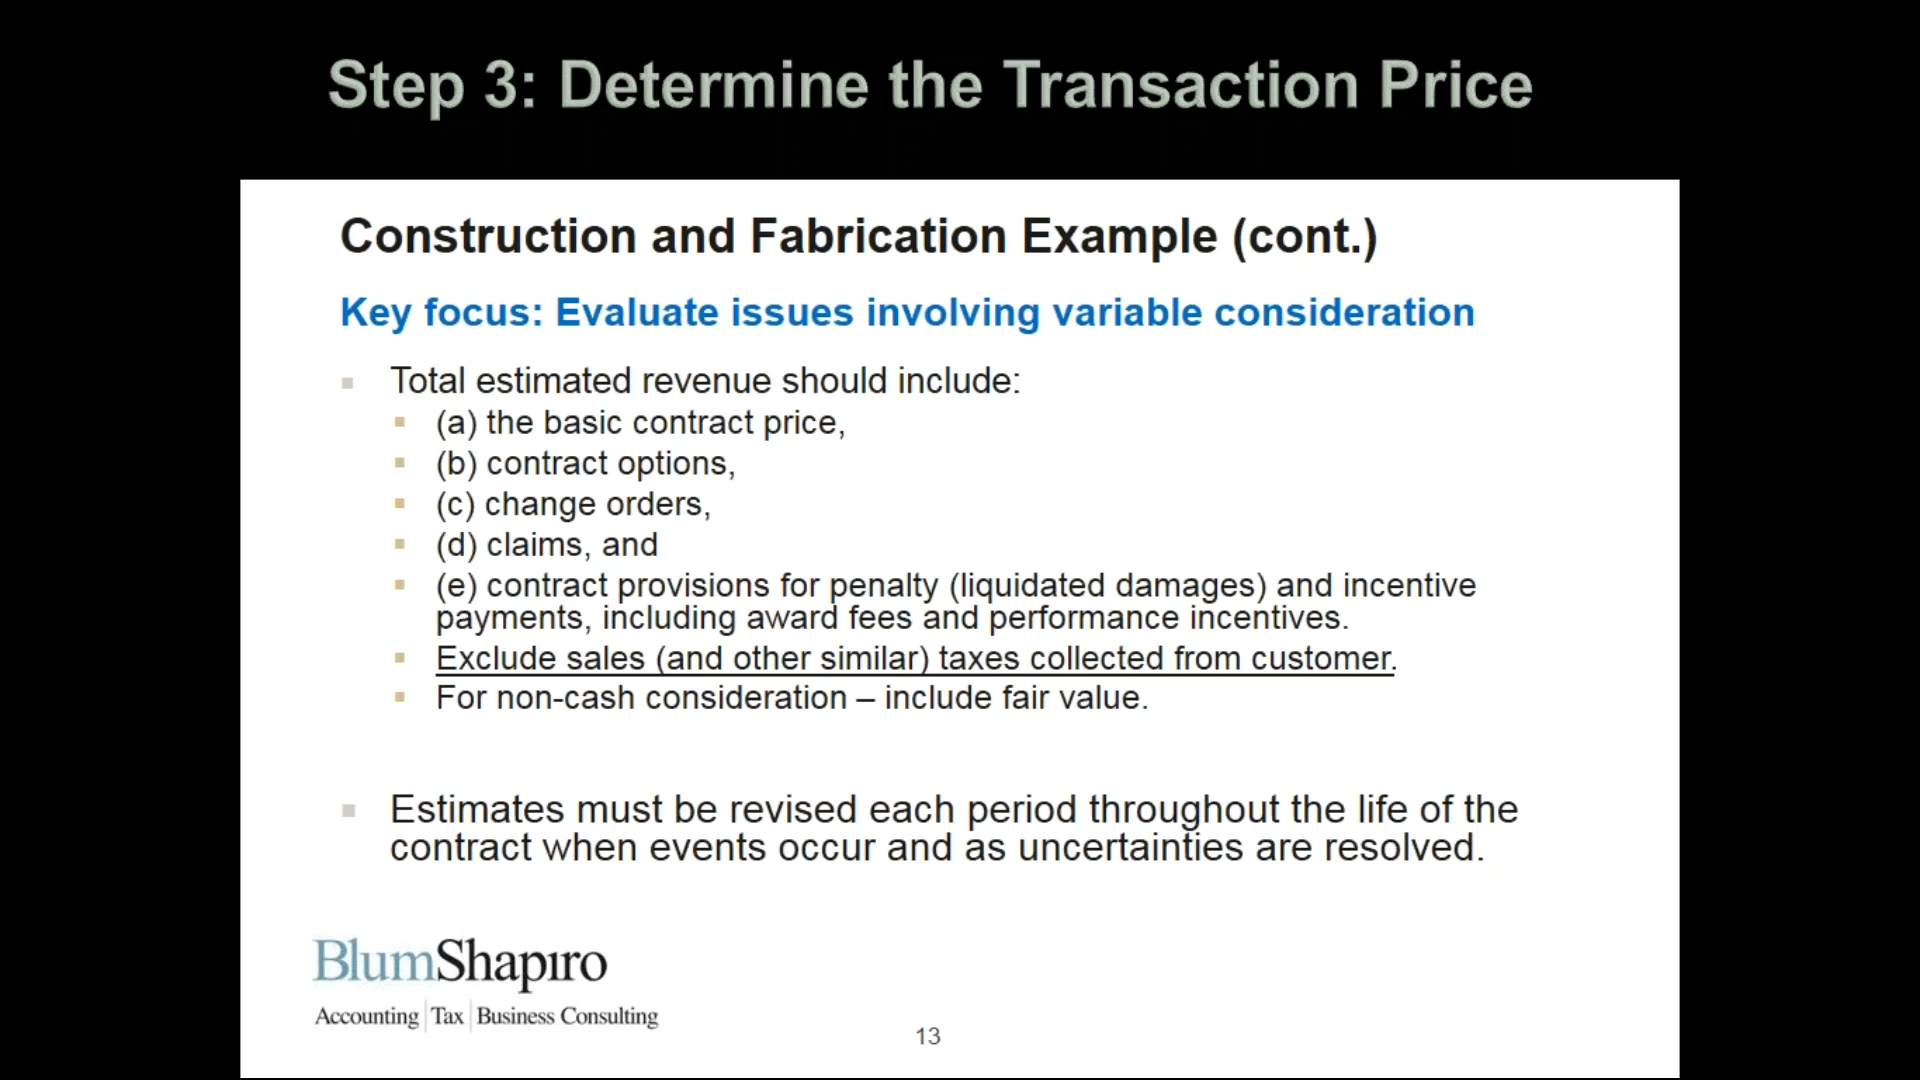 Step 3: Determine the Transaction Price
Construction and Fabrication Example (cont.)
Key focus: Evaluate issues involving variable consideration
Total estimated revenue should include:
(a) the basic contract price,
(b) contract options,
(c) change orders,
(d) claims, and
(e) contract provisions for penalty (liquidated damages) and incentive
payments, including award fees and performance incentives.
Exclude sales (and other similar) taxes collected from customer.
For non-cash consideration – include fair value.
Estimates must be revised each period throughout the life of the
contract when events occur and as uncertainties are resolved.
BlumShapiro
Accounting | Tax | Business Consulting
13